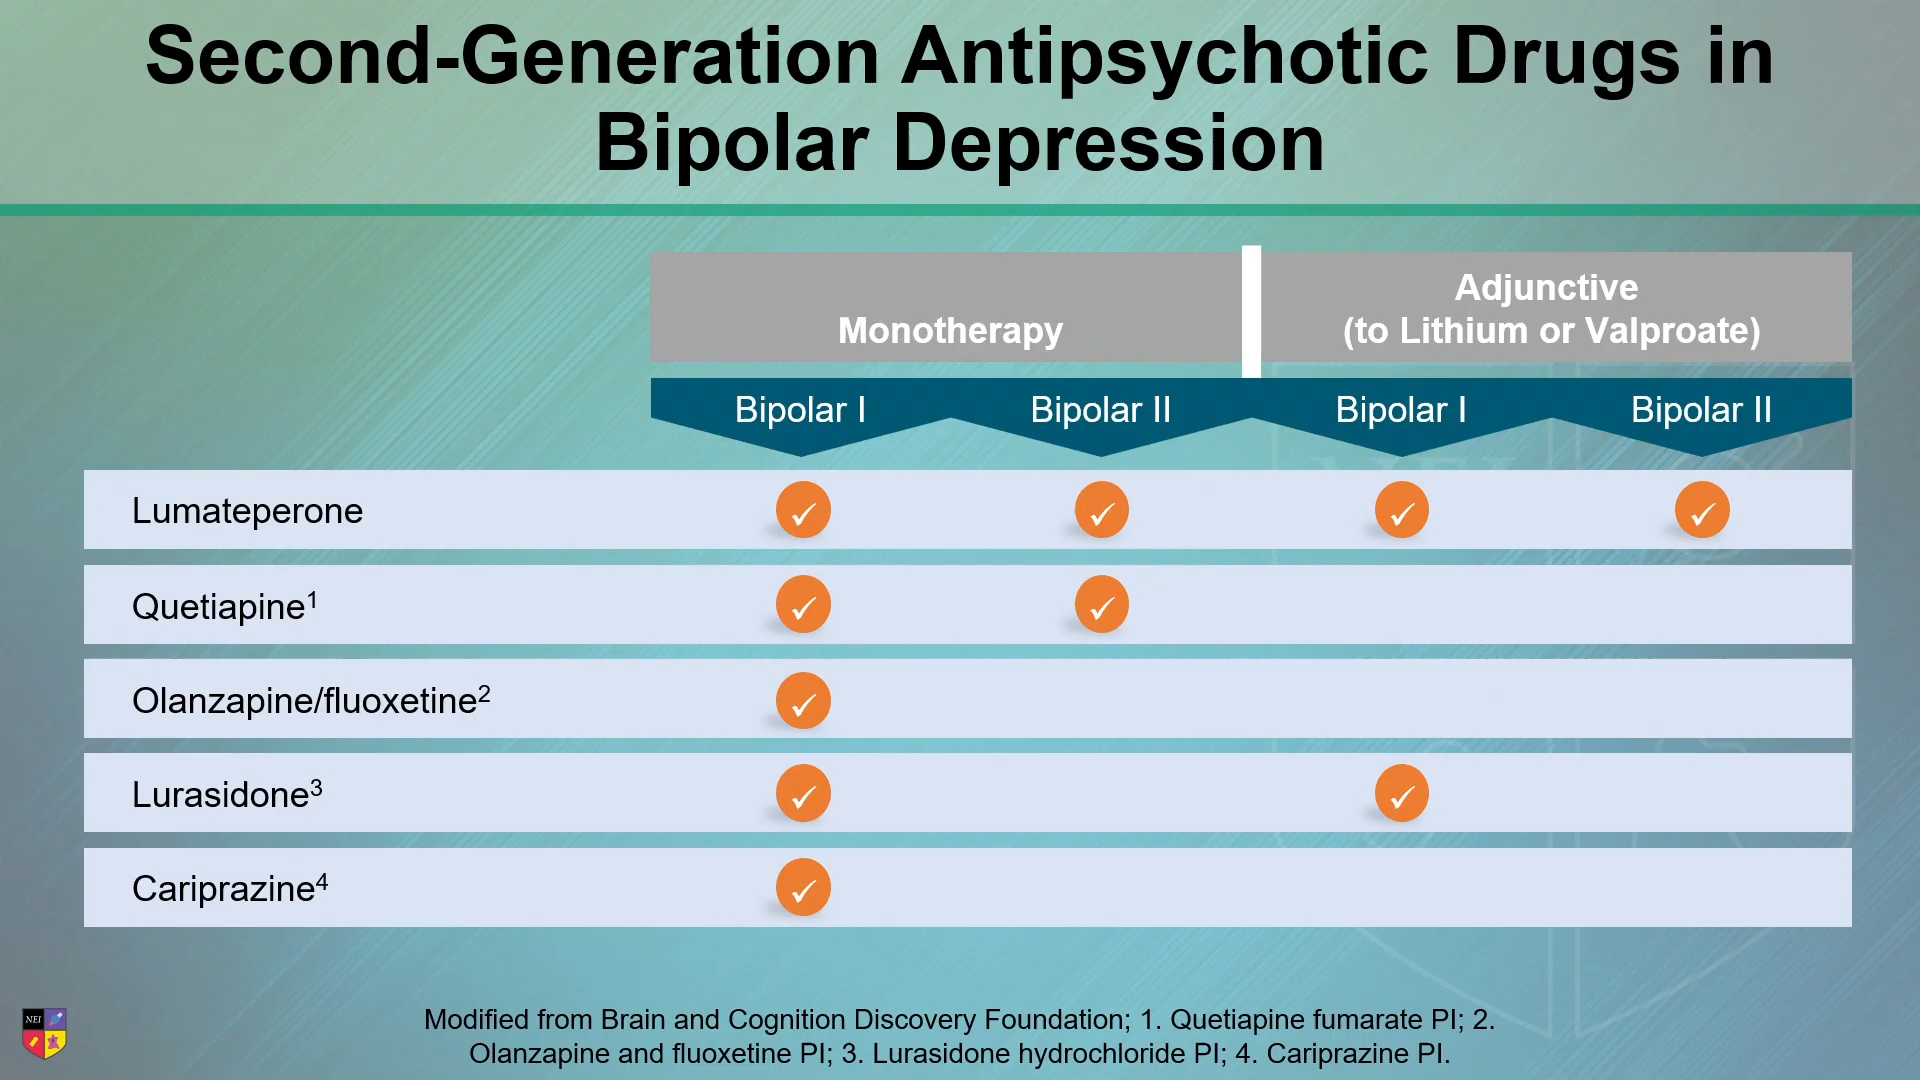 Second-Generation Antipsychotic Drugs in
Bipolar Depression
Monotherapy
Adjunctive
(to Lithium or Valproate)
Bipolar I
Bipolar II
Bipolar I
Bipolar II
Lumateperone
Quetiapine¹
Olanzapine/fluoxetine²
Lurasidone³
Cariprazine⁴
NEI
Modified from Brain and Cognition Discovery Foundation; 1. Quetiapine fumarate PI; 2.
Olanzapine and fluoxetine PI; 3. Lurasidone hydrochloride PI; 4. Cariprazine PI.